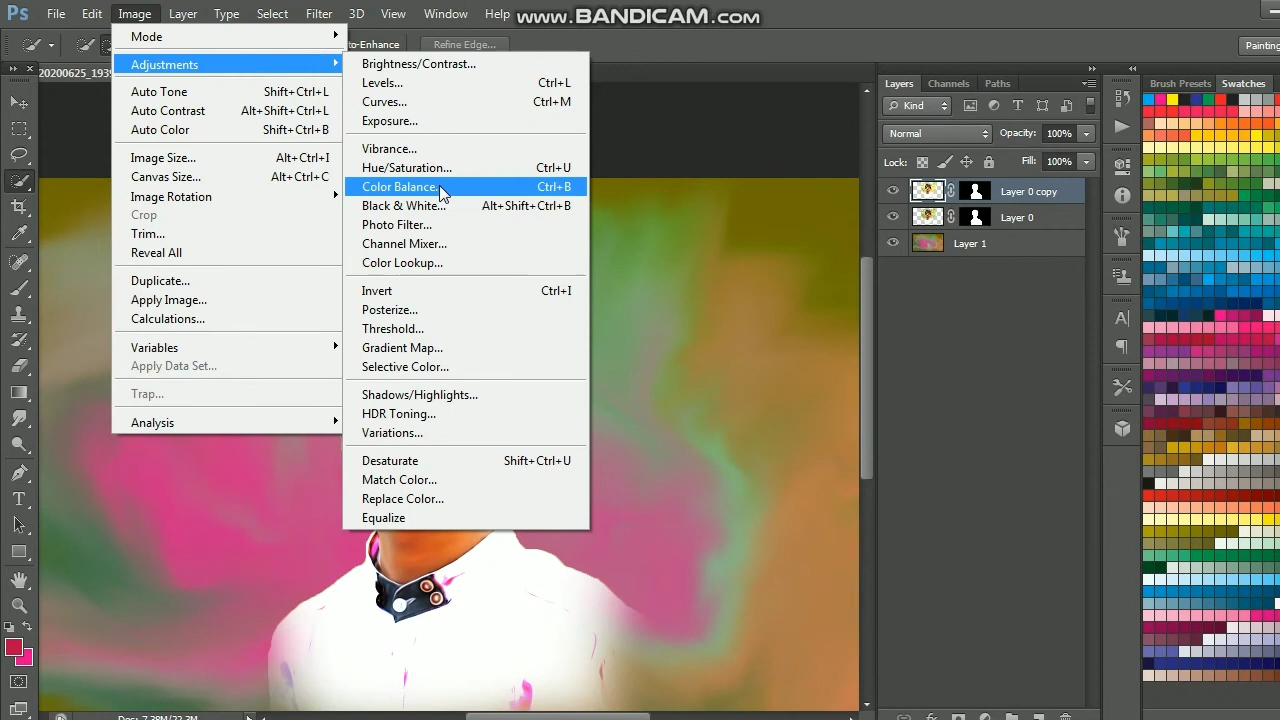 Ps File Edit Image Layer Type Select Filter 3D View Window Help www.BANDICAM.com
Refine Edge...
Painting
20200625_193
Mode
Adjustments
Auto Tone Shift+Ctrl+L
Auto Contrast Alt+Shift+Ctrl+L
Auto Color Shift+Ctrl+B
Image Size... Alt+Ctrl+I
Canvas Size... Alt+Ctrl+C
Image Rotation
Crop
Trim...
Reveal All
Duplicate...
Apply Image...
Calculations...
Variables
Apply Data Set...
Trap...
Analysis
Brightness/Contrast...
Levels... Ctrl+L
Curves... Ctrl+M
Exposure...
Vibrance...
Hue/Saturation... Ctrl+U
Color Balance... Ctrl+B
Black & White... Alt+Shift+Ctrl+B
Photo Filter...
Channel Mixer...
Color Lookup...
Invert Ctrl+I
Posterize...
Threshold...
Gradient Map...
Selective Color...
Shadows/Highlights...
HDR Toning...
Variations...
Desaturate Shift+Ctrl+U
Match Color...
Replace Color...
Equalize
Layers Channels Paths
Kind
Normal Opacity: 100%
Lock: Fill: 100%
Layer 0 copy
Layer 0
Layer 1
Brush Presets Swatches
Doc: 7.38M/22.3M